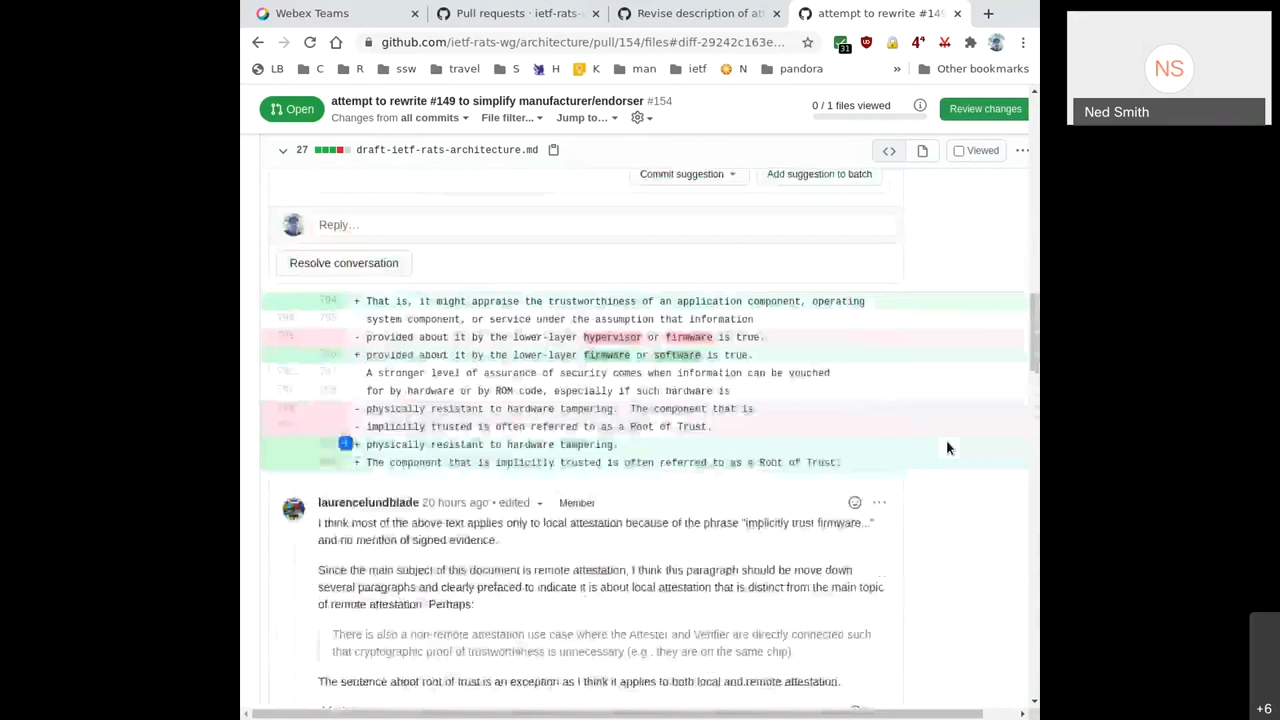 Webex Teams
Pull requests · ietf-rats-
Revise description of att
attempt to rewrite #149
github.com/ietf-rats-wg/architecture/pull/154/files#diff-29242c163e...
31
LB C R ssw travel S H K man ietf N pandora » Other bookmarks
Open
attempt to rewrite #149 to simplify manufacturer/endorser #154
Changes from all commits File filter... Jump to...
0 / 1 files viewed
Review changes
27 draft-ietf-rats-architecture.md
Viewed
Commit suggestion
Add suggestion to batch
Reply...
Resolve conversation
794 + That is, it might appraise the trustworthiness of an application component, operating
794 795 system component, or service under the assumption that information
- provided about it by the lower-layer hypervisor or firmware is true.
+ provided about it by the lower-layer firmware or software is true.
A stronger level of assurance of security comes when information can be vouched
for by hardware or by ROM code, especially if such hardware is
- physically resistant to hardware tampering. The component that is
- implicitly trusted is often referred to as a Root of Trust.
+ physically resistant to hardware tampering.
+ The component that is implicitly trusted is often referred to as a Root of Trust.
laurencelundblade 20 hours ago • edited Member
I think most of the above text applies only to local attestation because of the phrase "implicitly trust firmware..."
and no mention of signed evidence.
Since the main subject of this document is remote attestation, I think this paragraph should be move down
several paragraphs and clearly prefaced to indicate it is about local attestation that is distinct from the main topic
of remote attestation. Perhaps:
There is also a non-remote attestation use case where the Attester and Verifier are directly connected such
that cryptographic proof of trustworthiness is unnecessary (e.g., they are on the same chip).
The sentence about root of trust is an exception as I think it applies to both local and remote attestation.
NS
Ned Smith
+6